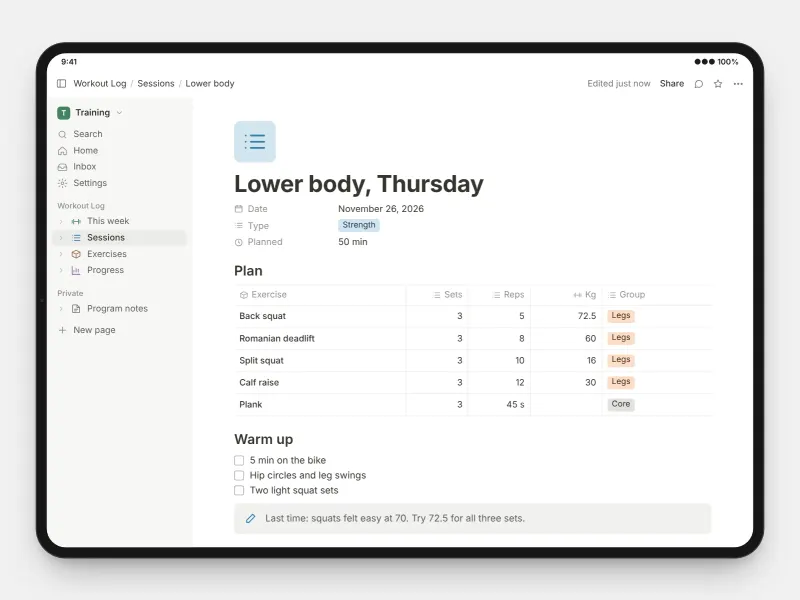 9:41
100%
Workout Log / Sessions / Lower body
Edited just now Share
T Training
Search
Home
Inbox
Settings
Workout Log
This week
Sessions
Exercises
Progress
Private
Program notes
New page
Lower body, Thursday
Date November 26, 2026
Type Strength
Planned 50 min
Plan
Exercise Sets Reps Kg Group
Back squat 3 5 72.5 Legs
Romanian deadlift 3 8 60 Legs
Split squat 3 10 16 Legs
Calf raise 3 12 30 Legs
Plank 3 45 s Core
Warm up
5 min on the bike
Hip circles and leg swings
Two light squat sets
Last time: squats felt easy at 70. Try 72.5 for all three sets.